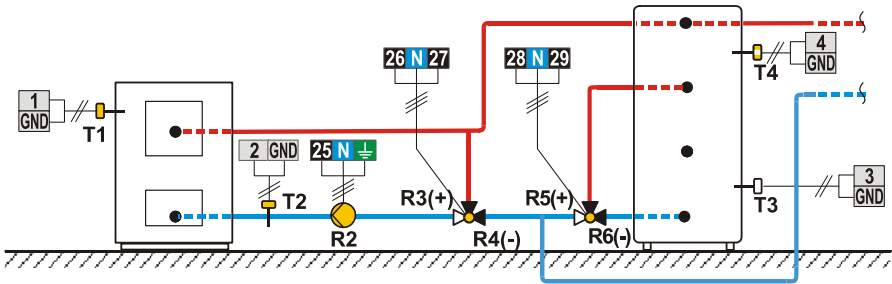 26 N 27
28 N 29
4
GND
T4
1
GND
T1
2 GND
25 N
T2
R2
R3(+)
R4(-)
R5(+)
R6(-)
T3
3
GND